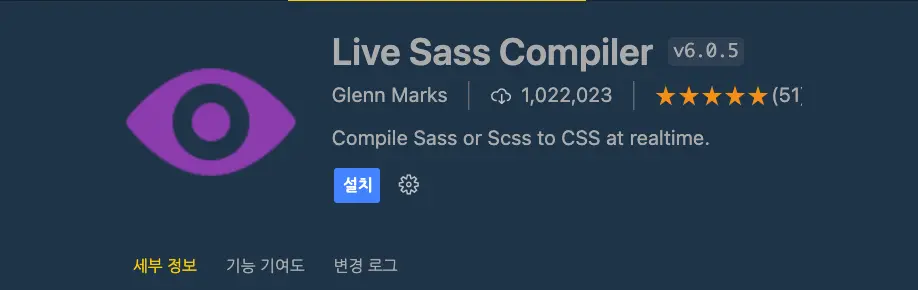 Live Sass Compiler v6.0.5
Glenn Marks 1,022,023 ★★★★★ (51)
Compile Sass or Scss to CSS at realtime.
설치
세부 정보 기능 기여도 변경 로그